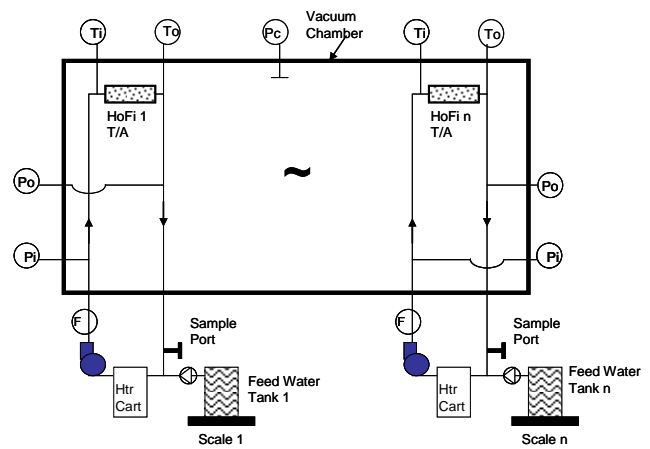 Vacuum
Chamber
Ti
To
Pc
Ti
To
HoFi 1
T/A
HoFi n
T/A
~
Po
Po
Pi
Pi
F
F
Sample
Port
Sample
Port
Htr
Cart
Feed Water
Tank 1
Htr
Cart
Feed Water
Tank n
Scale 1
Scale n